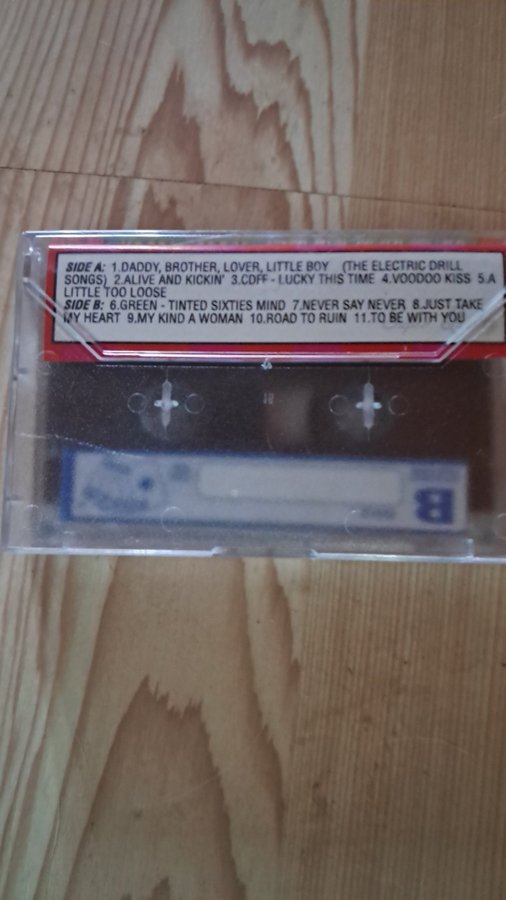 SIDE A: 1.DADDY, BROTHER, LOVER, LITTLE BOY (THE ELECTRIC DRILL
SONGS) 2.ALIVE AND KICKIN' 3.CDFF - LUCKY THIS TIME 4.VOODOO KISS 5.A
LITTLE TOO LOOSE
SIDE B: 6.GREEN - TINTED SIXTIES MIND 7.NEVER SAY NEVER 8.JUST TAKE
MY HEART 9.MY KIND A WOMAN 10.ROAD TO RUIN 11.TO BE WITH YOU
B